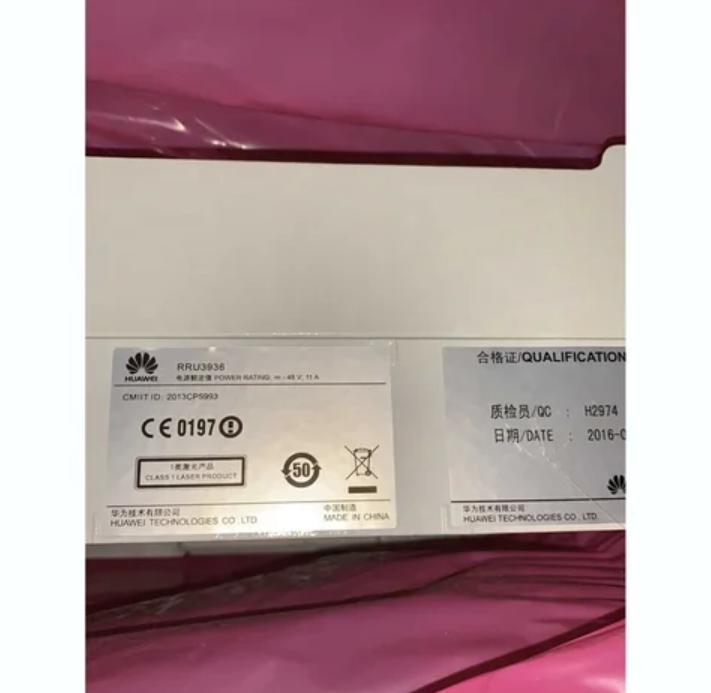 HUAWEI
RRU3936
电源额定值 POWER RATING: ⎓ -48 V; 11 A
CMIIT ID: 2013CP5993
CE 0197
1类激光产品
CLASS 1 LASER PRODUCT
50
华为技术有限公司
HUAWEI TECHNOLOGIES CO., LTD.
中国制造
MADE IN CHINA
合格证/QUALIFICATION
质检员/QC : H2974
日期/DATE : 2016-0
华为技术有限公司
HUAWEI TECHNOLOGIES CO., LTD.